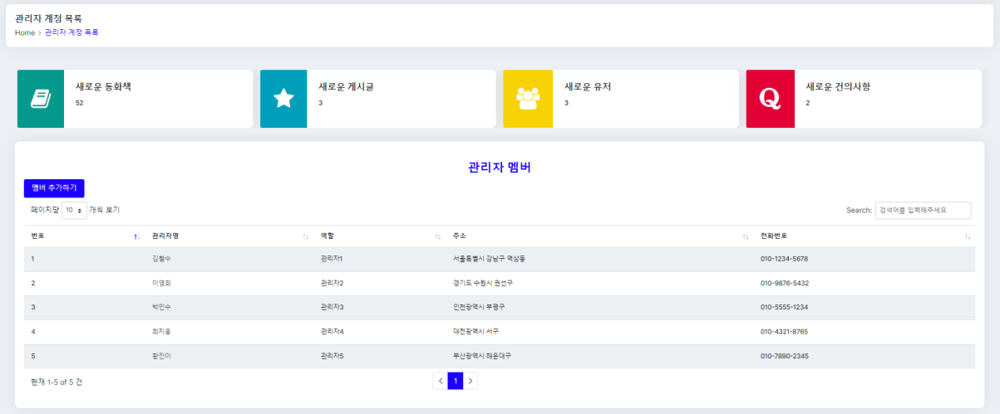 관리자 계정 목록
Home › 관리자 계정 목록
새로운 동화책
52
새로운 게시글
3
새로운 유저
3
새로운 건의사항
2
관리자 멤버
멤버 추가하기
페이지당 10 개씩 보기
Search: 검색어를 입력해주세요
번호 관리자명 역할 주소 전화번호
1 김철수 관리자1 서울특별시 강남구 역삼동 010-1234-5678
2 이영희 관리자2 경기도 수원시 권선구 010-9876-5432
3 박민수 관리자3 인천광역시 부평구 010-5555-1234
4 최지웅 관리자4 대전광역시 서구 010-4321-8765
5 황진이 관리자5 부산광역시 해운대구 010-7890-2345
현재 1-5 of 5 건
‹ 1 ›